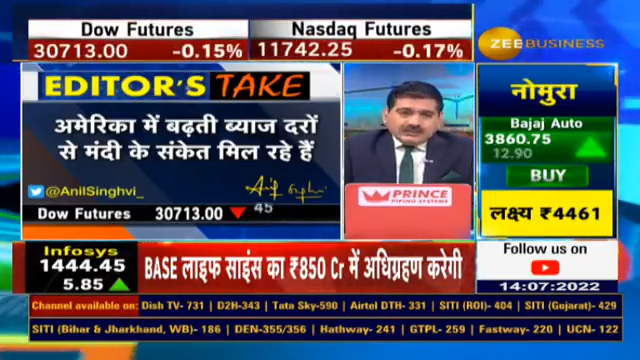 Dow Futures
30713.00 -0.15%
Nasdaq Futures
11742.25 -0.17%
ZEE BUSINESS
EDITOR'S TAKE
अमेरिका में बढ़ती ब्याज दरों
से मंदी के संकेत मिल रहे हैं
@AnilSinghvi_
Anil Singhvi
Dow Futures 30713.00 ▼ 45
PRINCE
PIPING SYSTEMS
नोमुरा
Bajaj Auto
3860.75
12.90 ▲
BUY
लक्ष्य ₹4461
Infosys
1444.45
5.85 ▲
BASE लाइफ साइंस का ₹850 Cr में अधिग्रहण करेगी
Follow us on
14:07:2022
Channel available on: Dish TV- 731 | D2H-343 | Tata Sky-590 | Airtel DTH- 331 | SITI (ROI)- 404 | SITI (Gujarat)- 429
SITI (Bihar & Jharkhand, WB)- 186 | DEN-355/356 | Hathway- 241 | GTPL- 259 | Fastway- 220 | UCN- 122